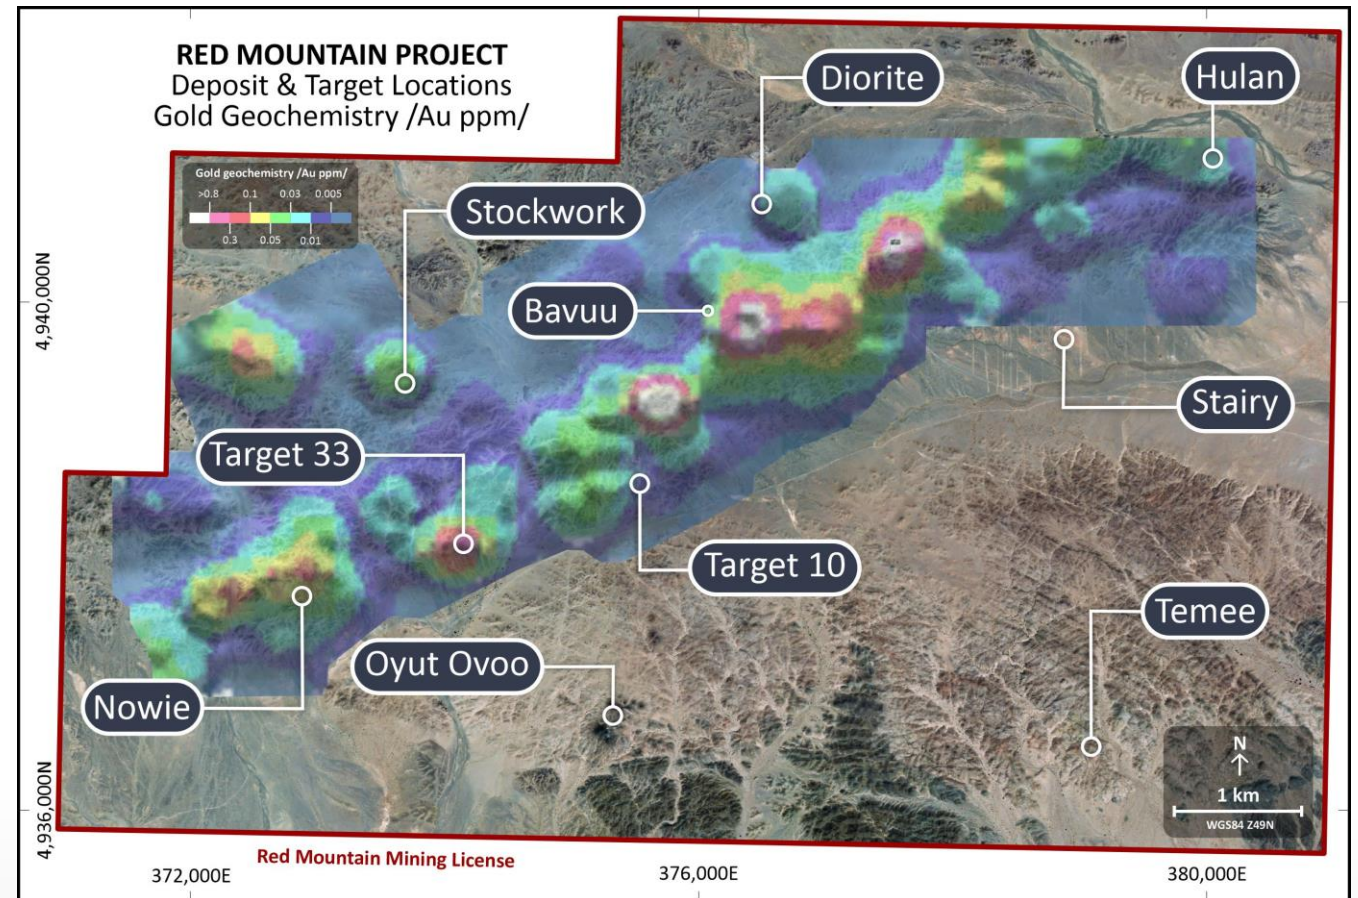 RED MOUNTAIN PROJECT
Deposit & Target Locations
Gold Geochemistry /Au ppm/
Gold geochemistry /Au ppm/
>0.8 0.1 0.03 0.005
0.3 0.05 0.01
Diorite
Hulan
Stockwork
Bavuu
Stairy
Target 33
Target 10
Temee
Oyut Ovoo
Nowie
N
1 km
WGS84 Z49N
Red Mountain Mining License
4,940,000N
4,936,000N
372,000E
376,000E
380,000E